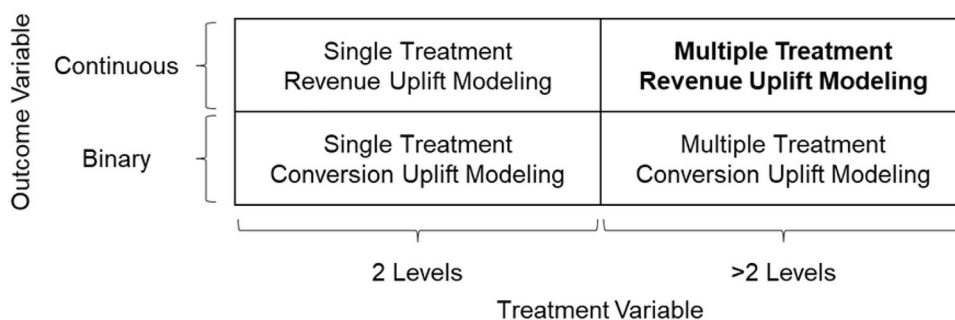 Outcome Variable
Continuous
Single Treatment
Revenue Uplift Modeling
Multiple Treatment
Revenue Uplift Modeling
Binary
Single Treatment
Conversion Uplift Modeling
Multiple Treatment
Conversion Uplift Modeling
2 Levels
>2 Levels
Treatment Variable